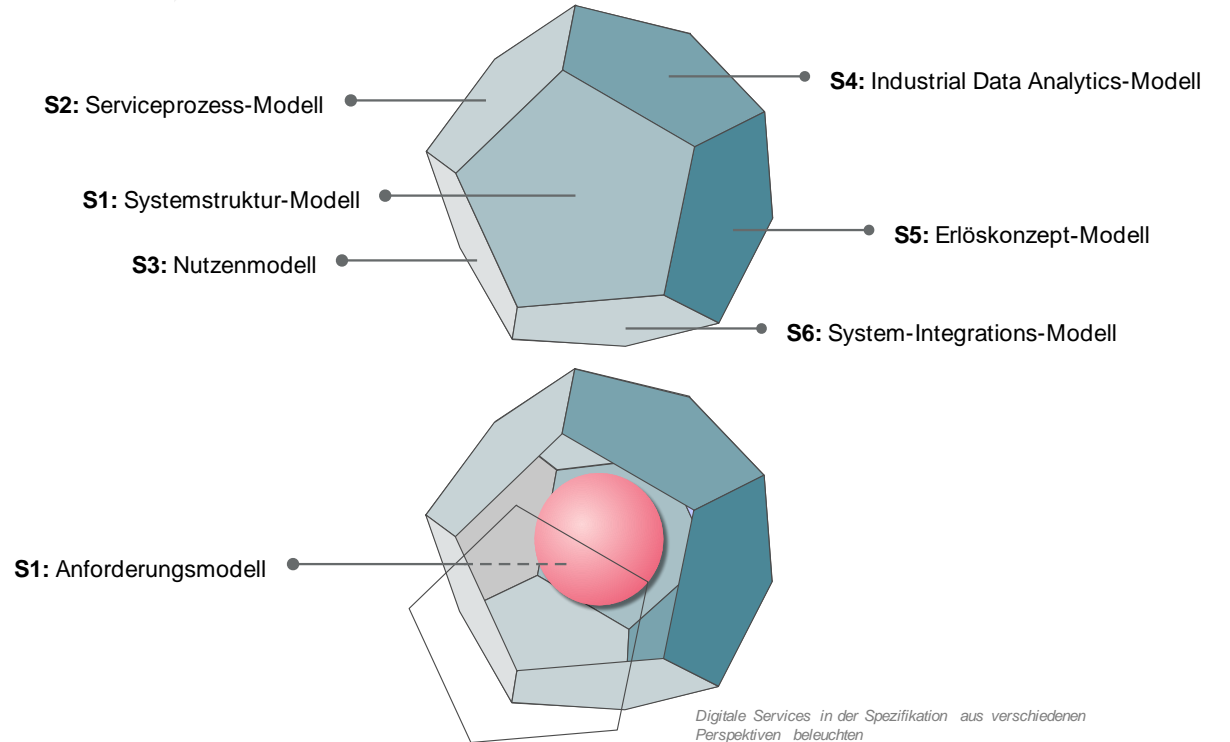 S4: Industrial Data Analytics-Modell
S2: Serviceprozess-Modell
S1: Systemstruktur-Modell
S5: Erlöskonzept-Modell
S3: Nutzenmodell
S6: System-Integrations-Modell
S1: Anforderungsmodell
Digitale Services in der Spezifikation aus verschiedenen
Perspektiven beleuchten